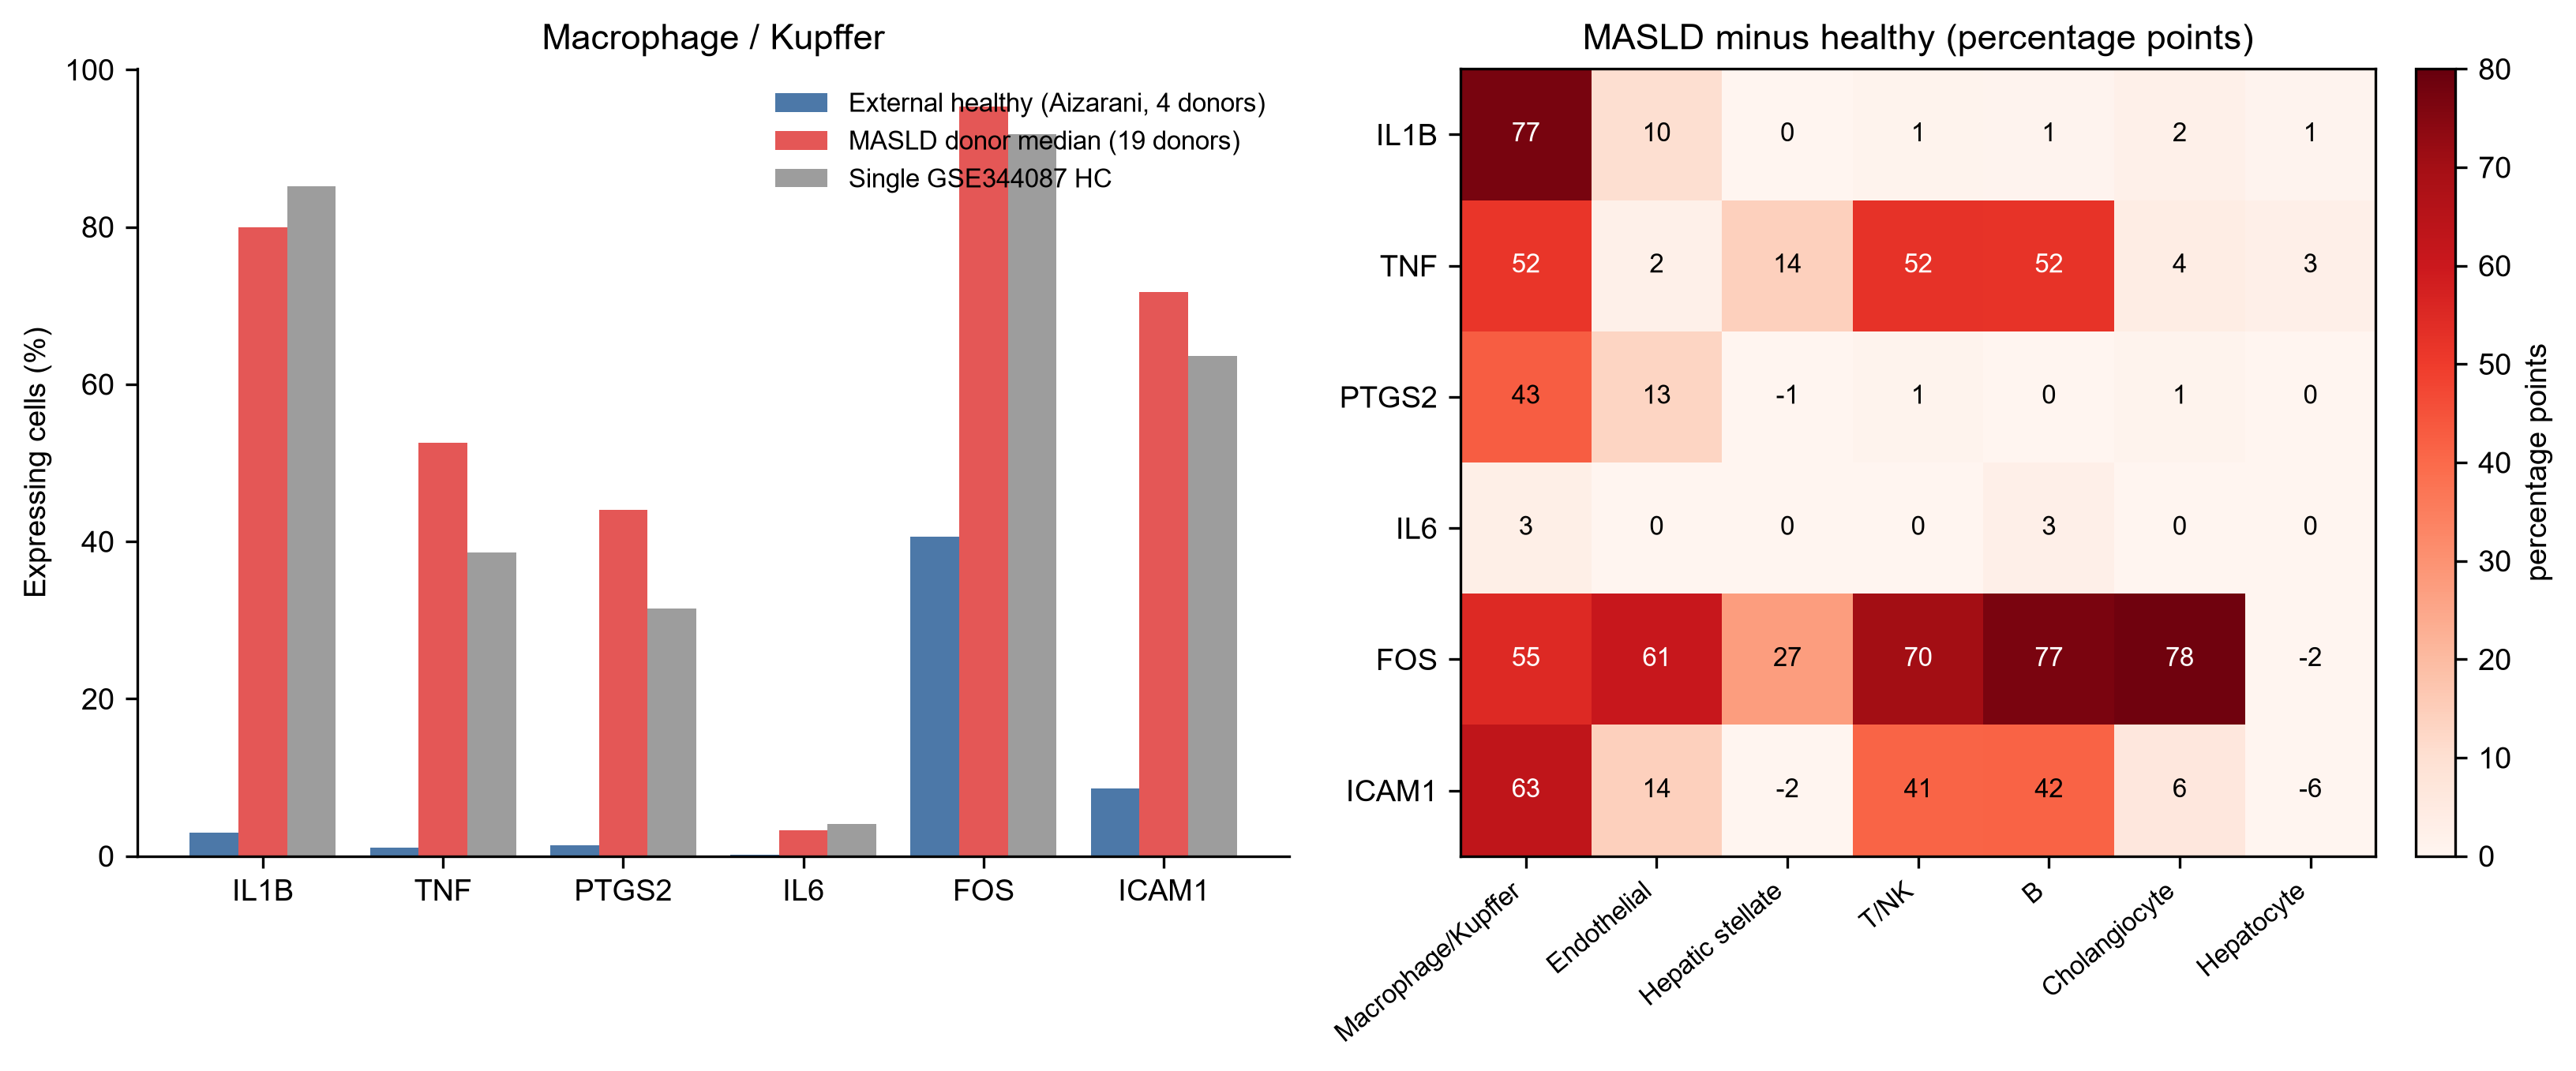 Macrophage / Kupffer
Expressing cells (%)
100
80
60
40
20
0
External healthy (Aizarani, 4 donors)
MASLD donor median (19 donors)
Single GSE344087 HC
IL1B TNF PTGS2 IL6 FOS ICAM1
MASLD minus healthy (percentage points)
IL1B 77 10 0 1 1 2 1
TNF 52 2 14 52 52 4 3
PTGS2 43 13 -1 1 0 1 0
IL6 3 0 0 0 3 0 0
FOS 55 61 27 70 77 78 -2
ICAM1 63 14 -2 41 42 6 -6
Macrophage/Kupffer
Endothelial
Hepatic stellate
T/NK
B
Cholangiocyte
Hepatocyte
80
70
60
50
40
30
20
10
0
percentage points